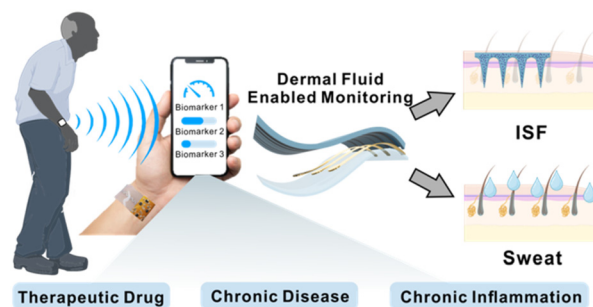 Dermal Fluid
Enabled Monitoring
Biomarker 1
Biomarker 2
Biomarker 3
ISF
Sweat
Therapeutic Drug
Chronic Disease
Chronic Inflammation